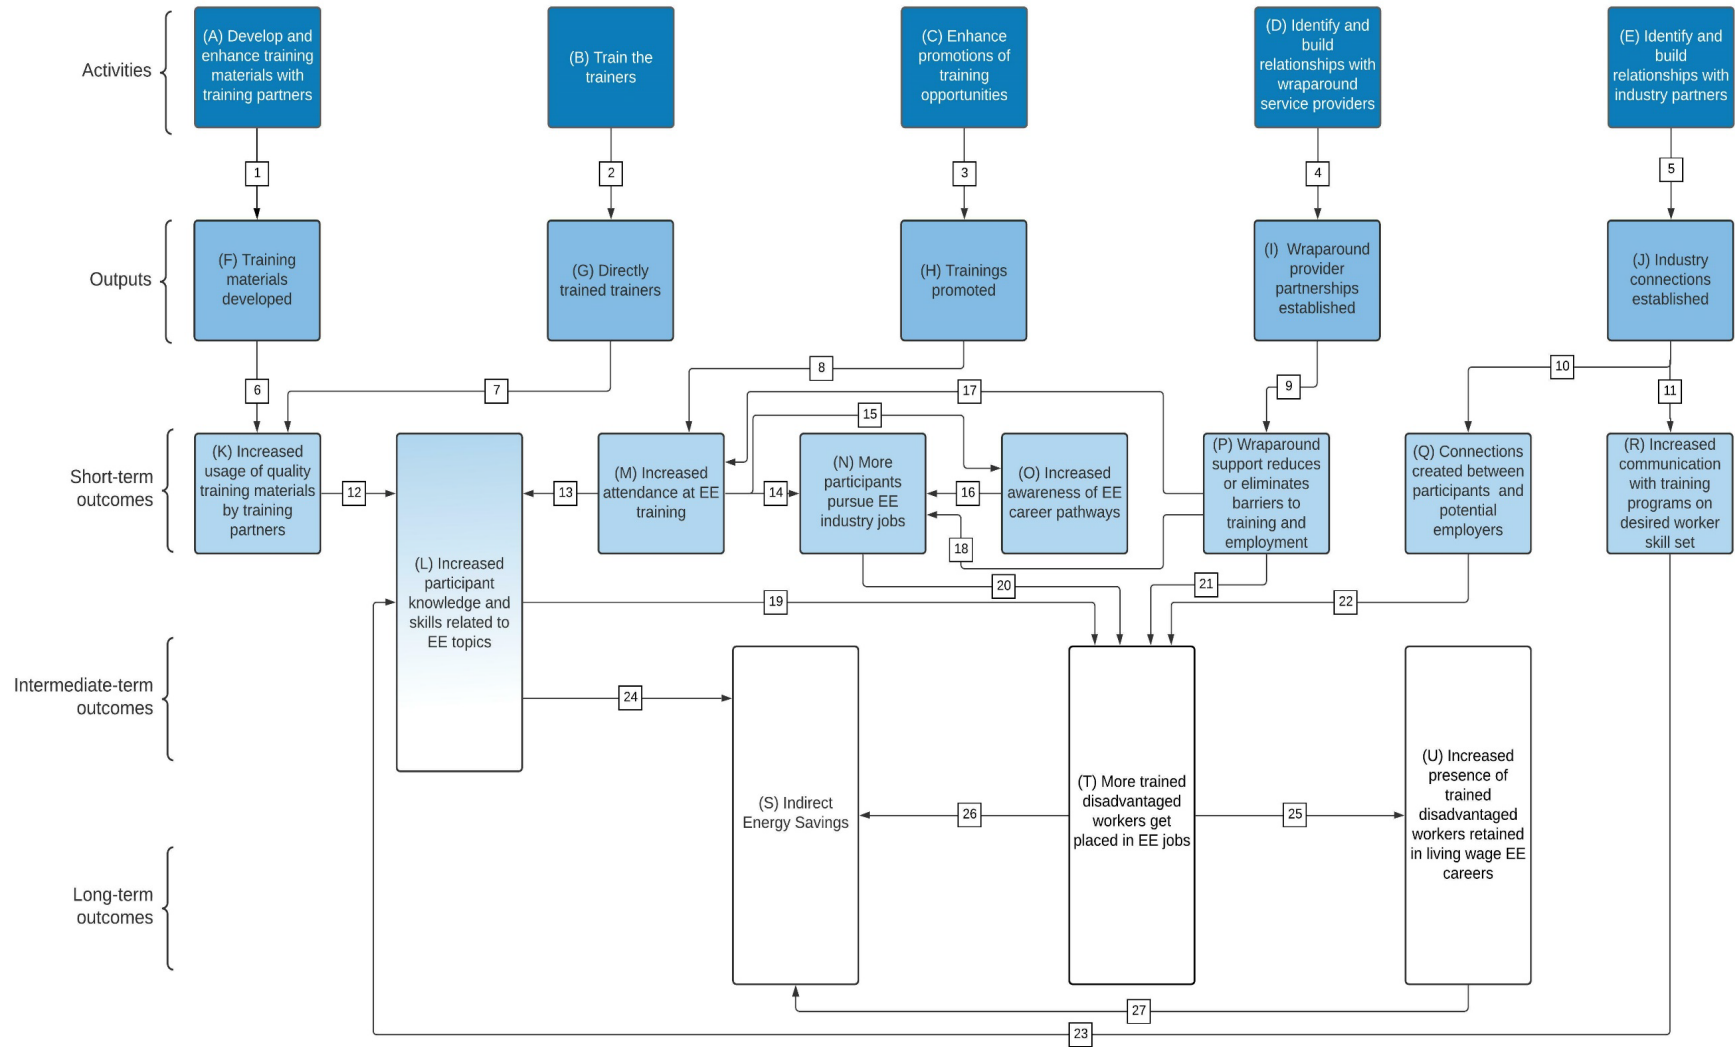 Activities
(A) Develop and
enhance training
materials with
training partners
(B) Train the
trainers
(C) Enhance
promotions of
training
opportunities
(D) Identify and
build
relationships with
wraparound
service providers
(E) Identify and
build
relationships with
industry partners
1
2
3
4
5
Outputs
(F) Training
materials
developed
(G) Directly
trained trainers
(H) Trainings
promoted
(I) Wraparound
provider
partnerships
established
(J) Industry
connections
established
6
7
8
17
15
9
10
11
Short-term
outcomes
(K) Increased
usage of quality
training materials
by training
partners
12
(L) Increased
participant
knowledge and
skills related to
EE topics
13
(M) Increased
attendance at EE
training
14
(N) More
participants
pursue EE
industry jobs
16
18
(O) Increased
awareness of EE
career pathways
(P) Wraparound
support reduces
or eliminates
barriers to
training and
employment
(Q) Connections
created between
participants and
potential
employers
(R) Increased
communication
with training
programs on
desired worker
skill set
19
20
21
22
Intermediate-term
outcomes
24
(S) Indirect
Energy Savings
26
(T) More trained
disadvantaged
workers get
placed in EE jobs
25
(U) Increased
presence of
trained
disadvantaged
workers retained
in living wage EE
careers
Long-term
outcomes
27
23